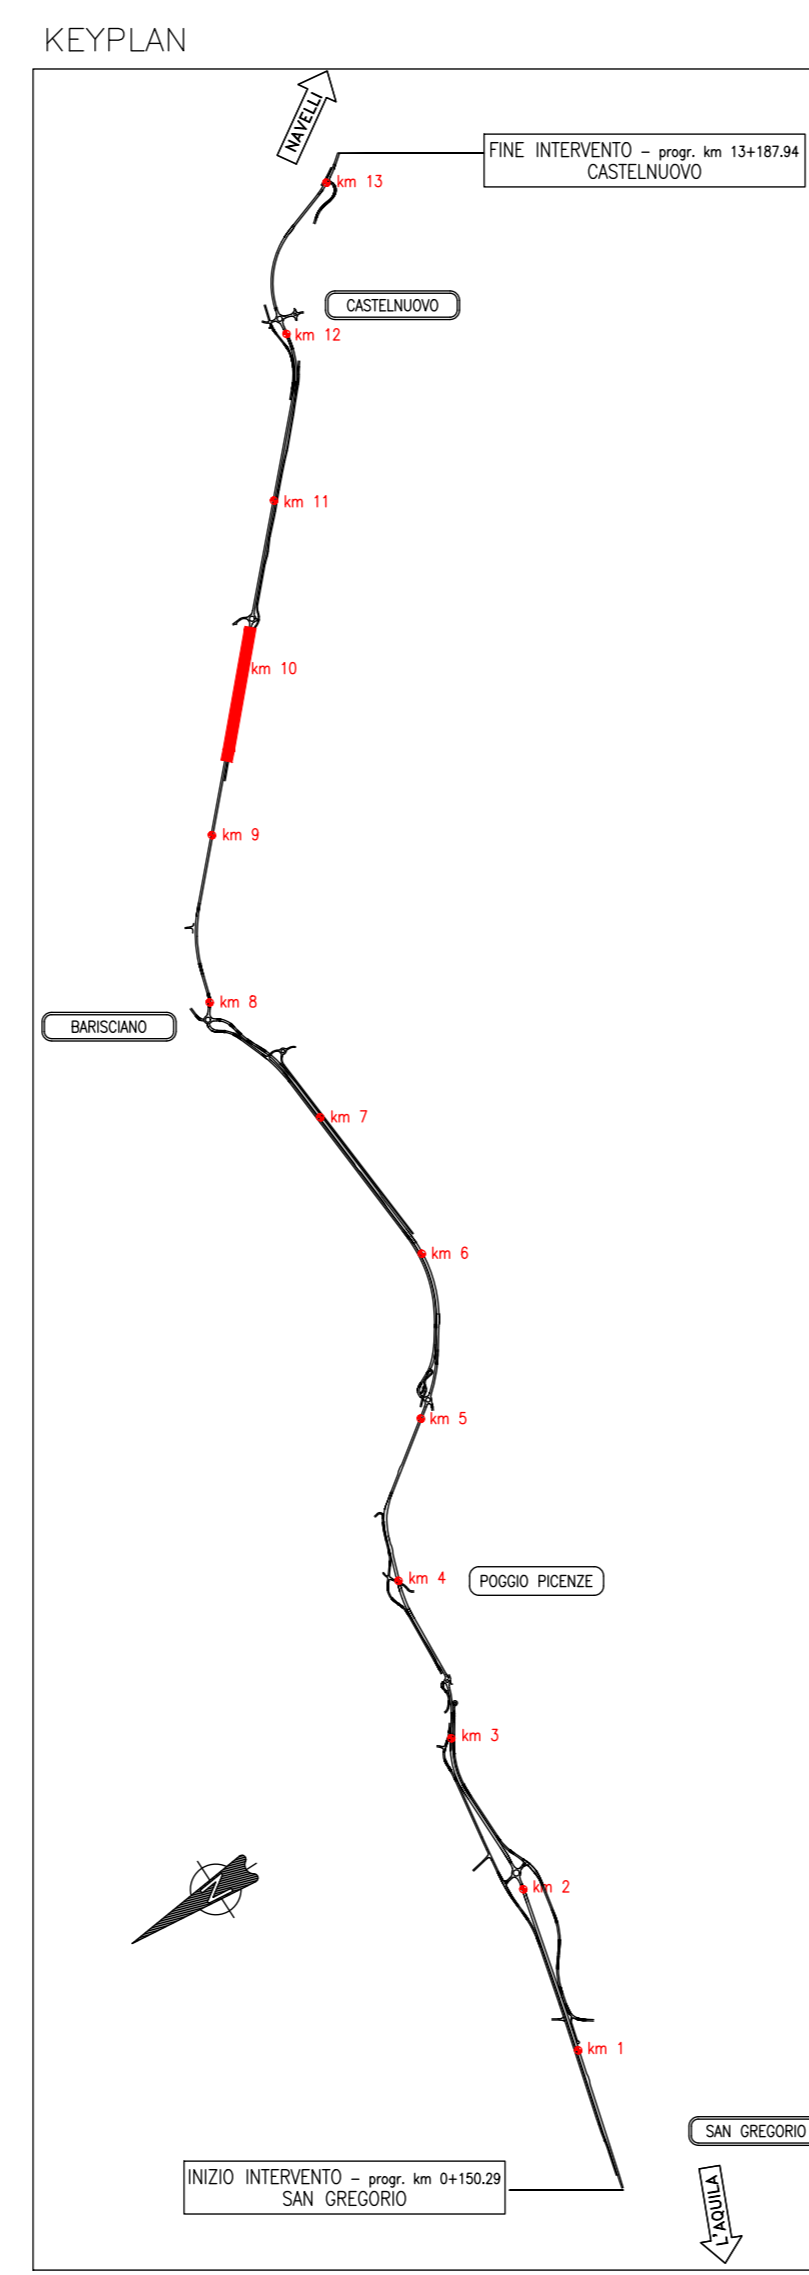 KEYPLAN
NAVELLI
FINE INTERVENTO - progr. km 13+187.94
CASTELNUOVO
km 13
CASTELNUOVO
km 12
km 11
km 10
km 9
km 8
BARISCIANO
km 7
km 6
km 5
km 4
POGGIO PICENZE
km 3
N
km 2
km 1
SAN GREGORIO
INIZIO INTERVENTO - progr. km 0+150.29
SAN GREGORIO
L'AQUILA